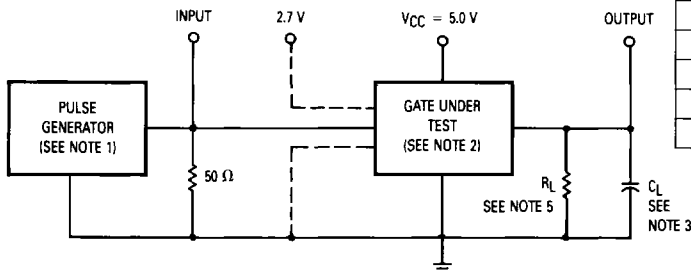 INPUT
2.7 V
VCC = 5.0 V
OUTPUT
PULSE
GENERATOR
(SEE NOTE 1)
GATE UNDER
TEST
(SEE NOTE 2)
50 Ω
RL
SEE NOTE 5
CL
SEE
NOTE 3